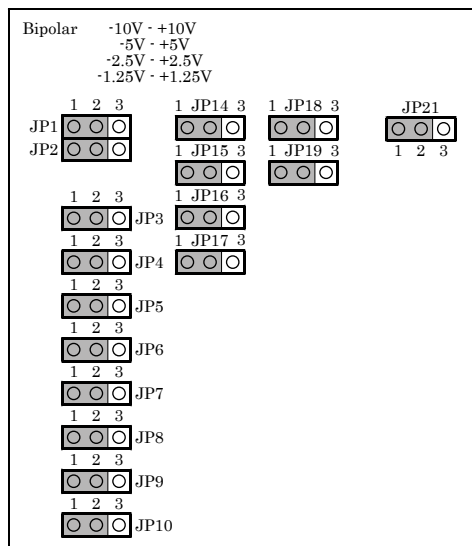 Bipolar -10V - +10V
-5V - +5V
-2.5V - +2.5V
-1.25V - +1.25V
1 2 3
JP1
JP2
1 JP14 3
1 JP18 3
JP21
1 2 3
1 JP15 3
1 JP19 3
1 2 3
JP3
1 JP16 3
1 2 3
JP4
1 JP17 3
1 2 3
JP5
1 2 3
JP6
1 2 3
JP7
1 2 3
JP8
1 2 3
JP9
1 2 3
JP10